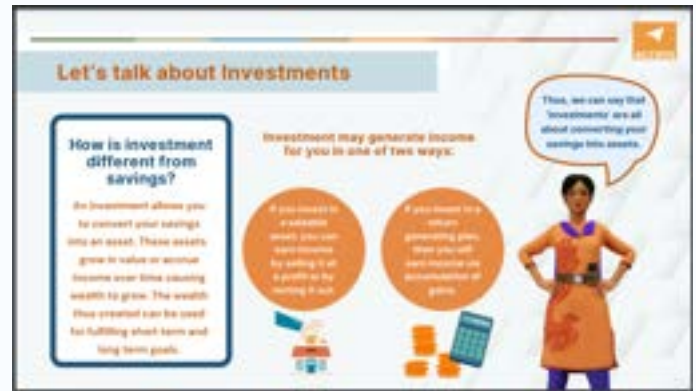 Let's talk about Investments
How is investment
different from
savings?
An investment allows you
to convert your savings
into an asset. These assets
grow in value or accrue
income over time causing
wealth to grow. The wealth
thus created can be used
for fulfilling short term and
long term goals.
Investment may generate income
for you in one of two ways:
If you invest in
a saleable
asset, you can
earn income
by selling it at
a profit or by
renting it out.
If you invest in a
return
generating plan,
then you will
earn income via
accumulation of
gains.
Thus, we can say that
'investments' are all
about converting your
savings into assets.